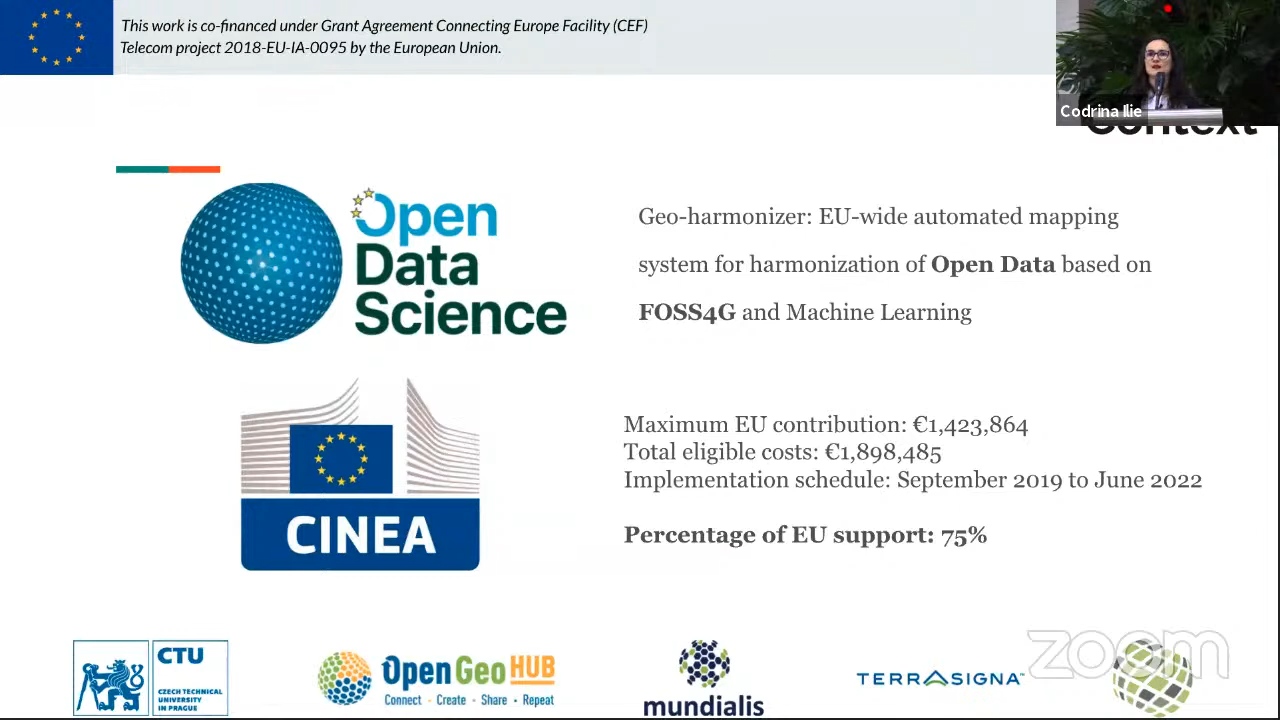 This work is co-financed under Grant Agreement Connecting Europe Facility (CEF)
Telecom project 2018-EU-IA-0095 by the European Union.
Codrina Ilie
Context
Open
Data
Science
Geo-harmonizer: EU-wide automated mapping
system for harmonization of Open Data based on
FOSS4G and Machine Learning
CINEA
Maximum EU contribution: €1,423,864
Total eligible costs: €1,898,485
Implementation schedule: September 2019 to June 2022
Percentage of EU support: 75%
CTU
CZECH TECHNICAL
UNIVERSITY
IN PRAGUE
OpenGeoHUB
Connect · Create · Share · Repeat
mundialis
TERRASIGNA™
zoom